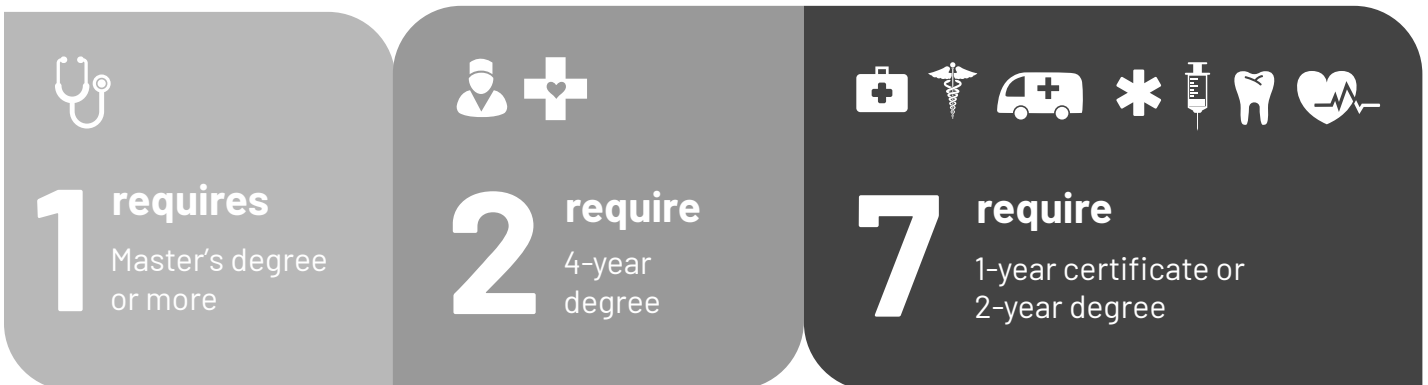 1 requires
Master’s degree
or more
2 require
4-year
degree
7 require
1-year certificate or
2-year degree